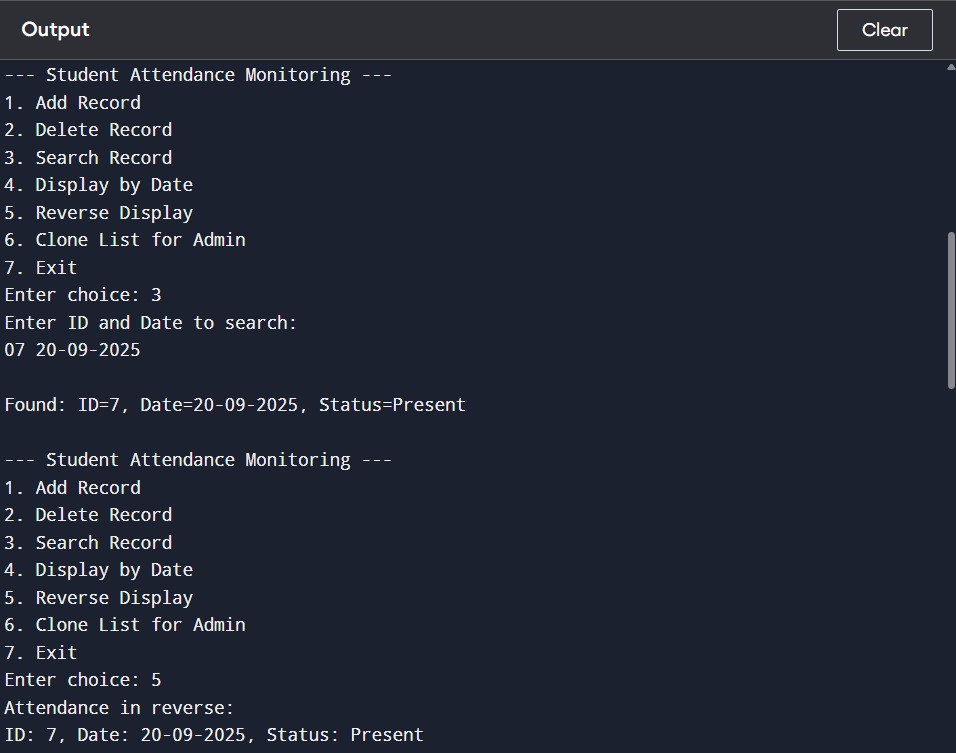 Output
Clear
--- Student Attendance Monitoring ---
1. Add Record
2. Delete Record
3. Search Record
4. Display by Date
5. Reverse Display
6. Clone List for Admin
7. Exit
Enter choice: 3
Enter ID and Date to search:
07 20-09-2025
Found: ID=7, Date=20-09-2025, Status=Present
--- Student Attendance Monitoring ---
1. Add Record
2. Delete Record
3. Search Record
4. Display by Date
5. Reverse Display
6. Clone List for Admin
7. Exit
Enter choice: 5
Attendance in reverse:
ID: 7, Date: 20-09-2025, Status: Present